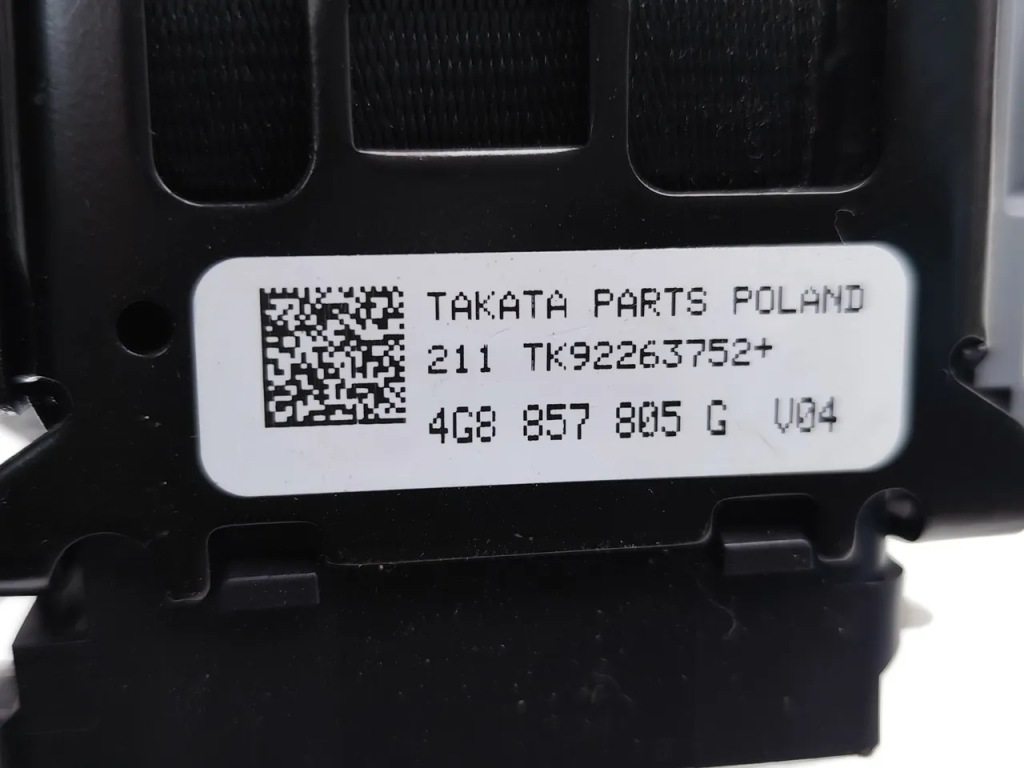 TAKATA PARTS POLAND
211 TK92263752+
4G8 857 805 G V04